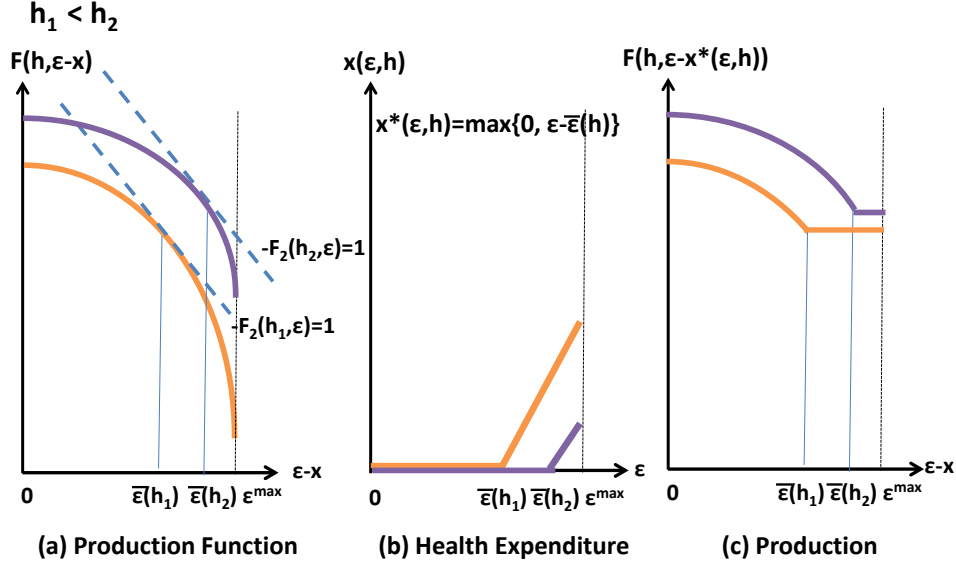 h₁ < h₂
F(h,ε-x)
-F₂(h₂,ε)=1
-F₂(h₁,ε)=1
ε-x
0
ε̅(h₁) ε̅(h₂) εᵐᵃˣ
(a) Production Function
x(ε,h)
x*(ε,h)=max{0, ε-ε̅(h)}
ε
0
ε̅(h₁) ε̅(h₂) εᵐᵃˣ
(b) Health Expenditure
F(h,ε-x*(ε,h))
ε-x
0
ε̅(h₁) ε̅(h₂) εᵐᵃˣ
(c) Production